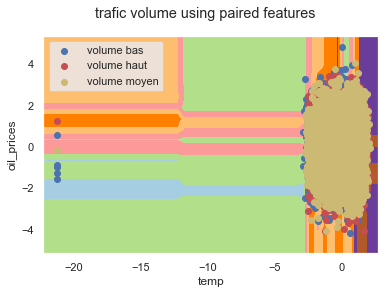 trafic volume using paired features
volume bas
volume haut
volume moyen
4
2
0
−2
−4
oil_prices
−20
−15
−10
−5
0
temp